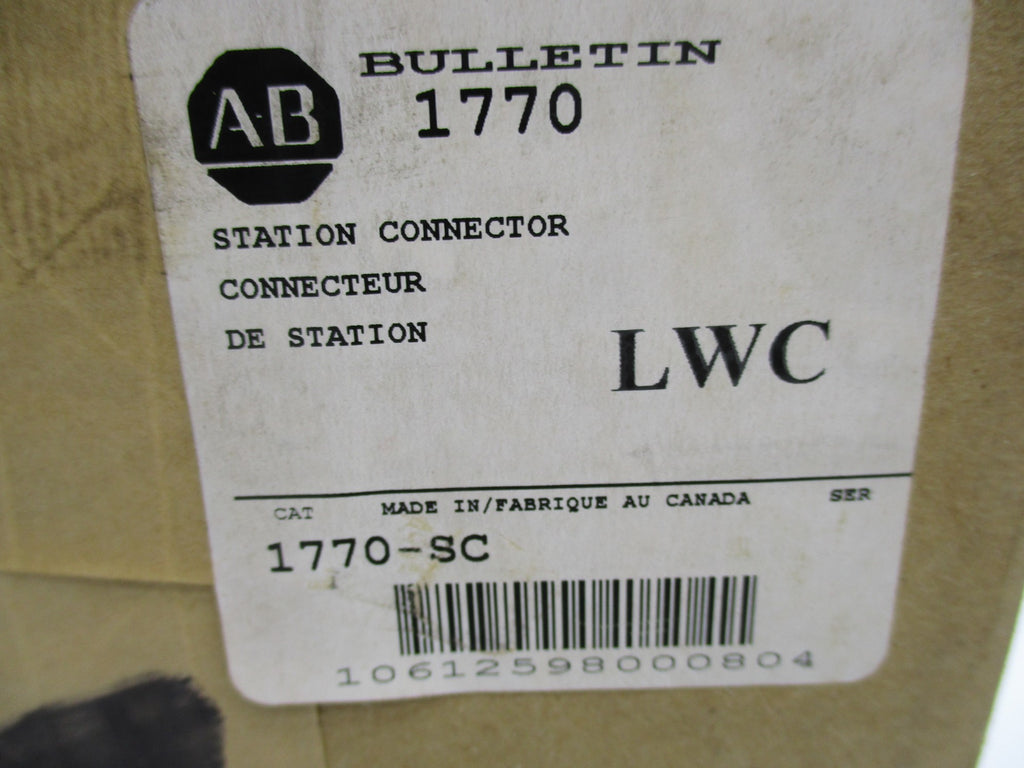 AB
BULLETIN
1770
STATION CONNECTOR
CONNECTEUR
DE STATION
LWC
CAT MADE IN/FABRIQUE AU CANADA SER
1770-SC
10612598000804